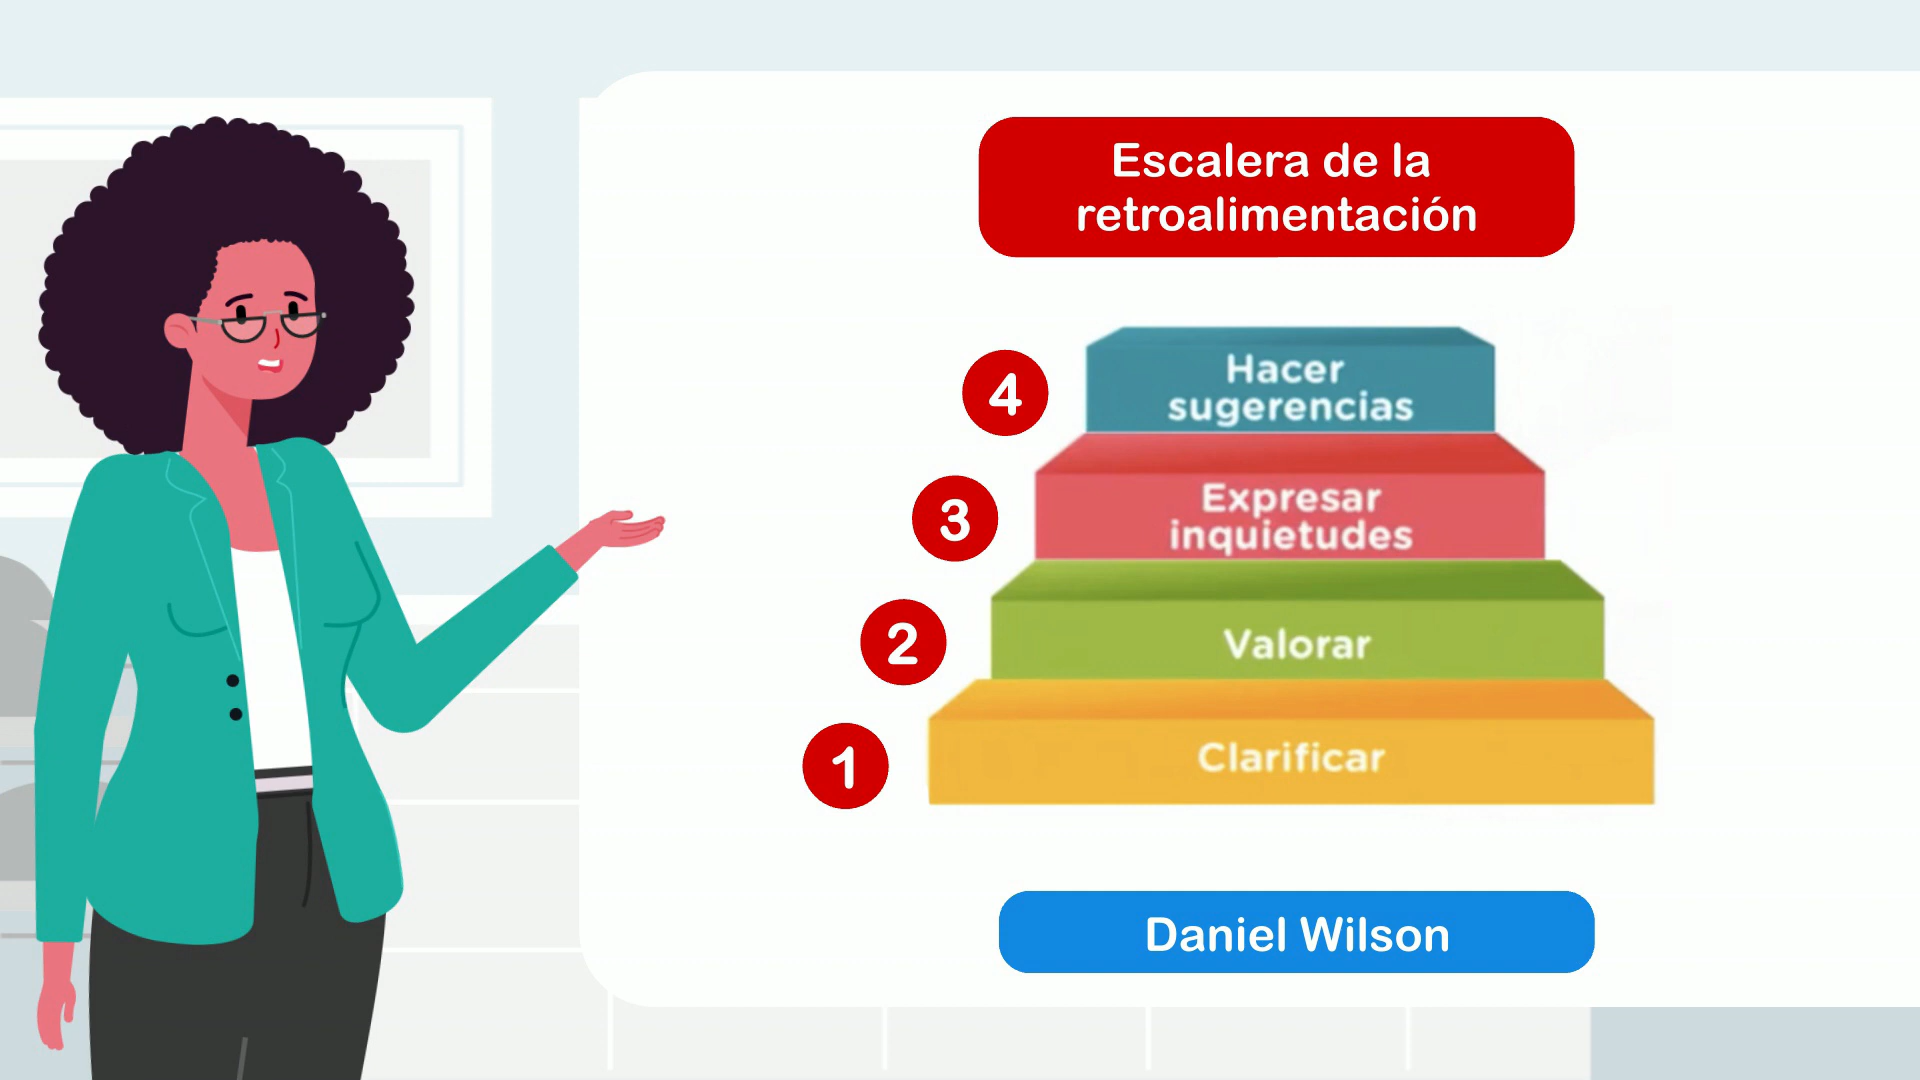 Escalera de la
retroalimentación
4
Hacer
sugerencias
3
Expresar
inquietudes
2
Valorar
1
Clarificar
Daniel Wilson